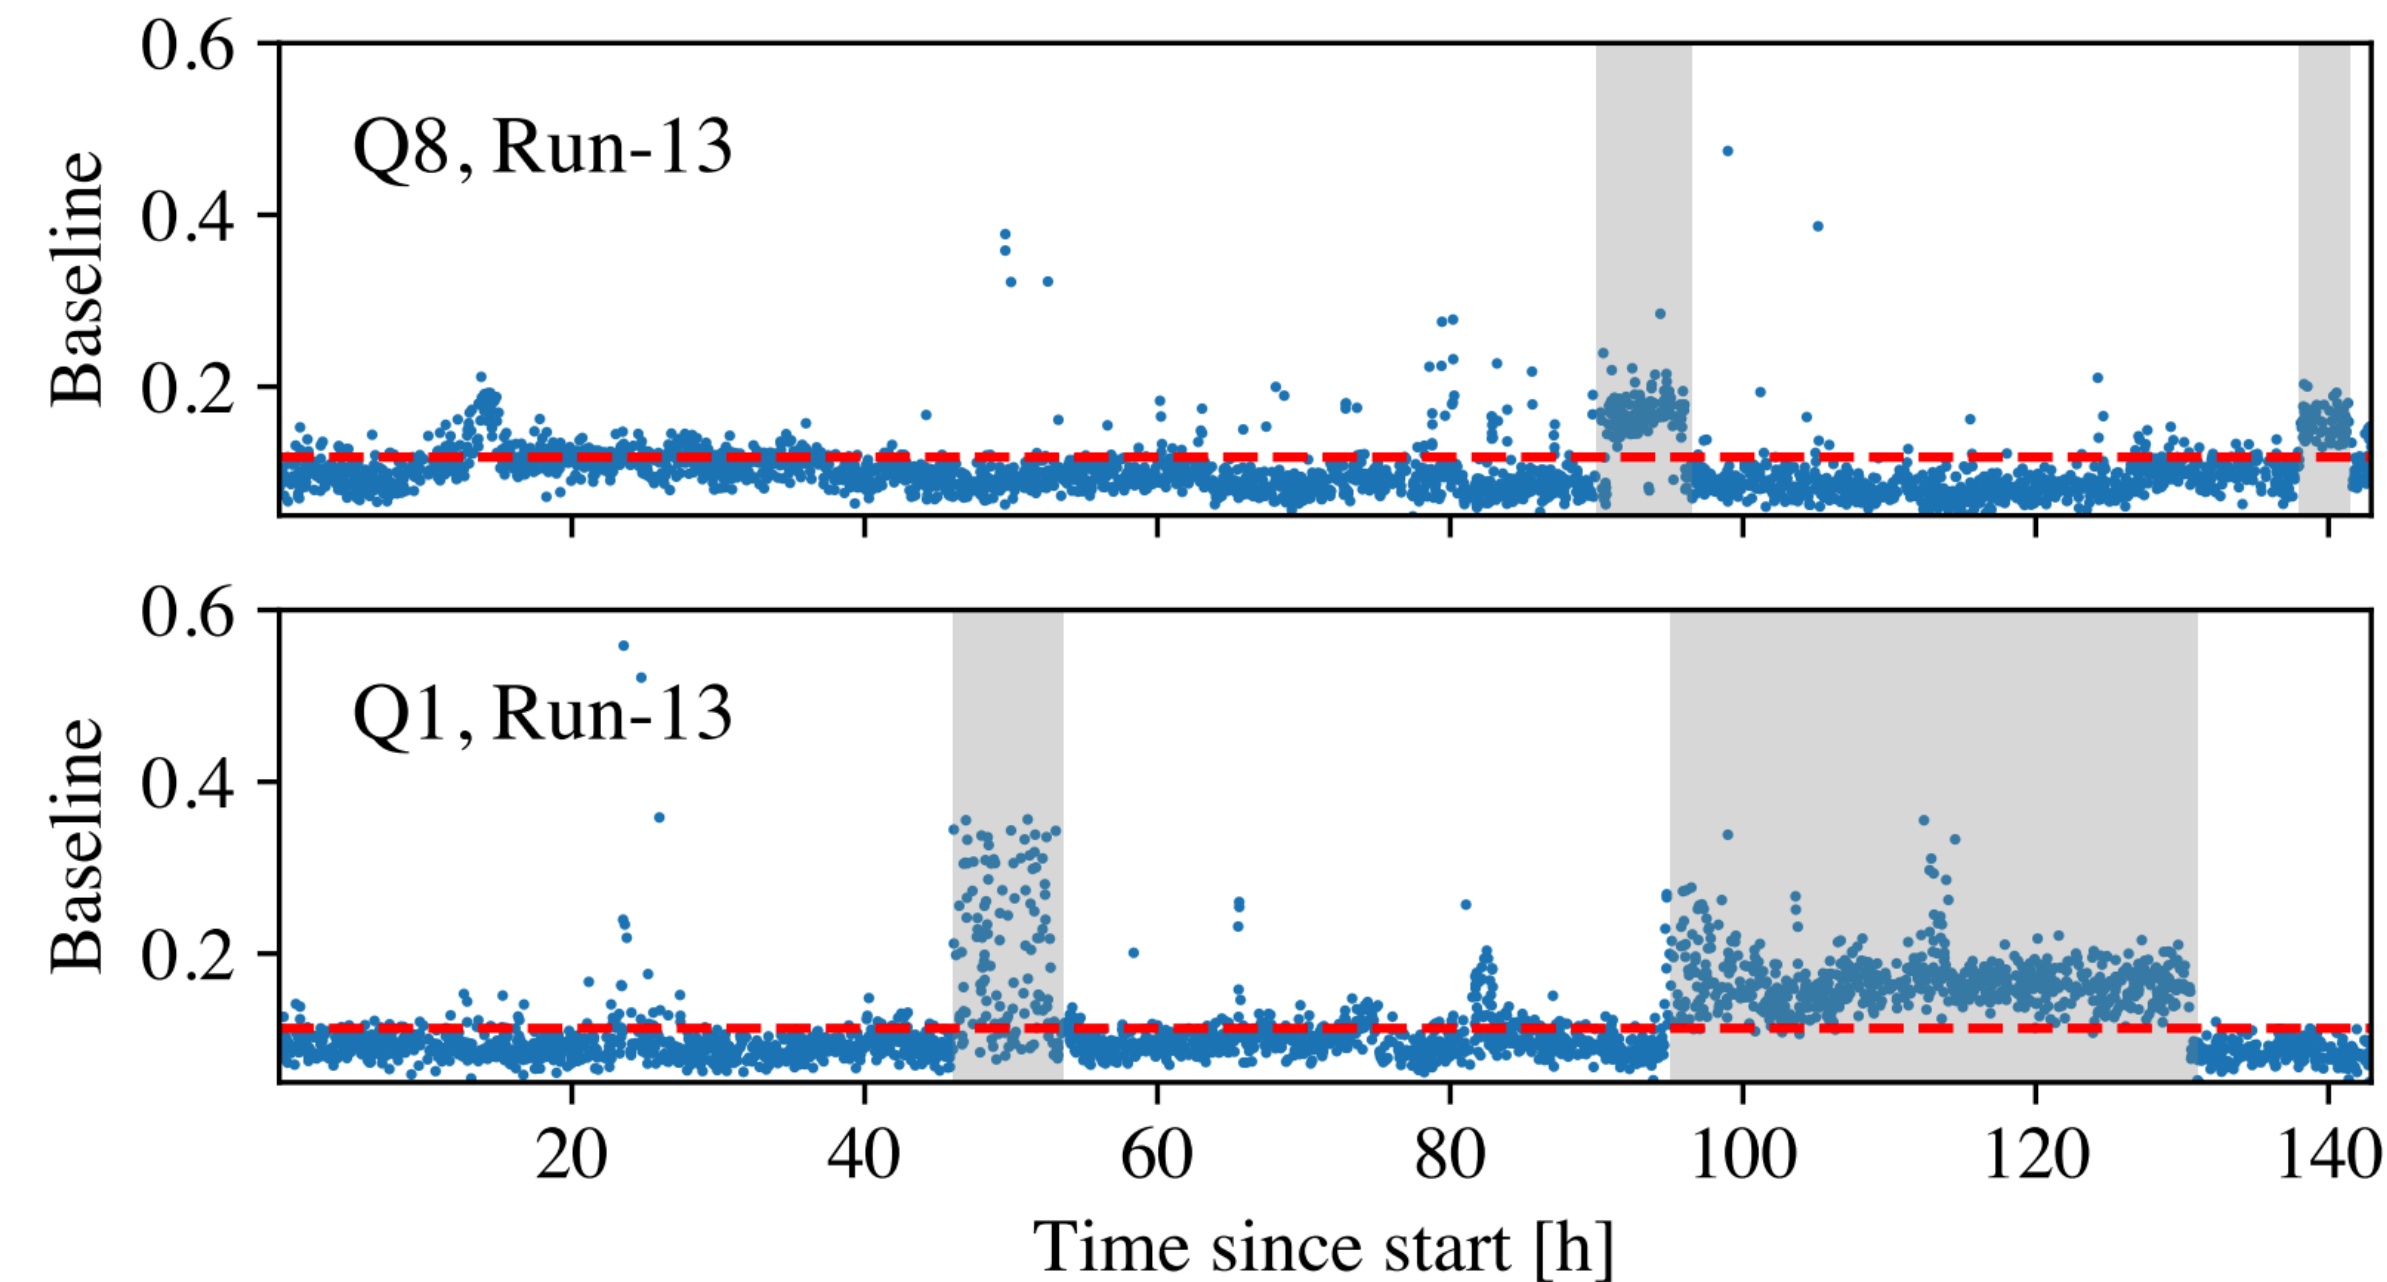 0.6
0.4
0.2
Baseline
Q8, Run-13
0.6
0.4
0.2
Baseline
Q1, Run-13
20 40 60 80 100 120 140
Time since start [h]